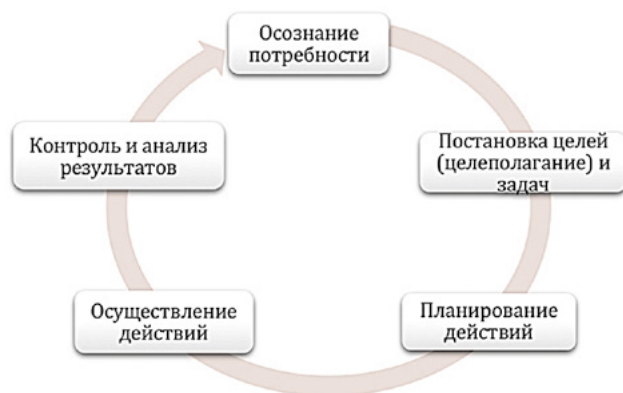 Осознание
потребности
Постановка целей
(целеполагание) и
задач
Планирование
действий
Осуществление
действий
Контроль и анализ
результатов